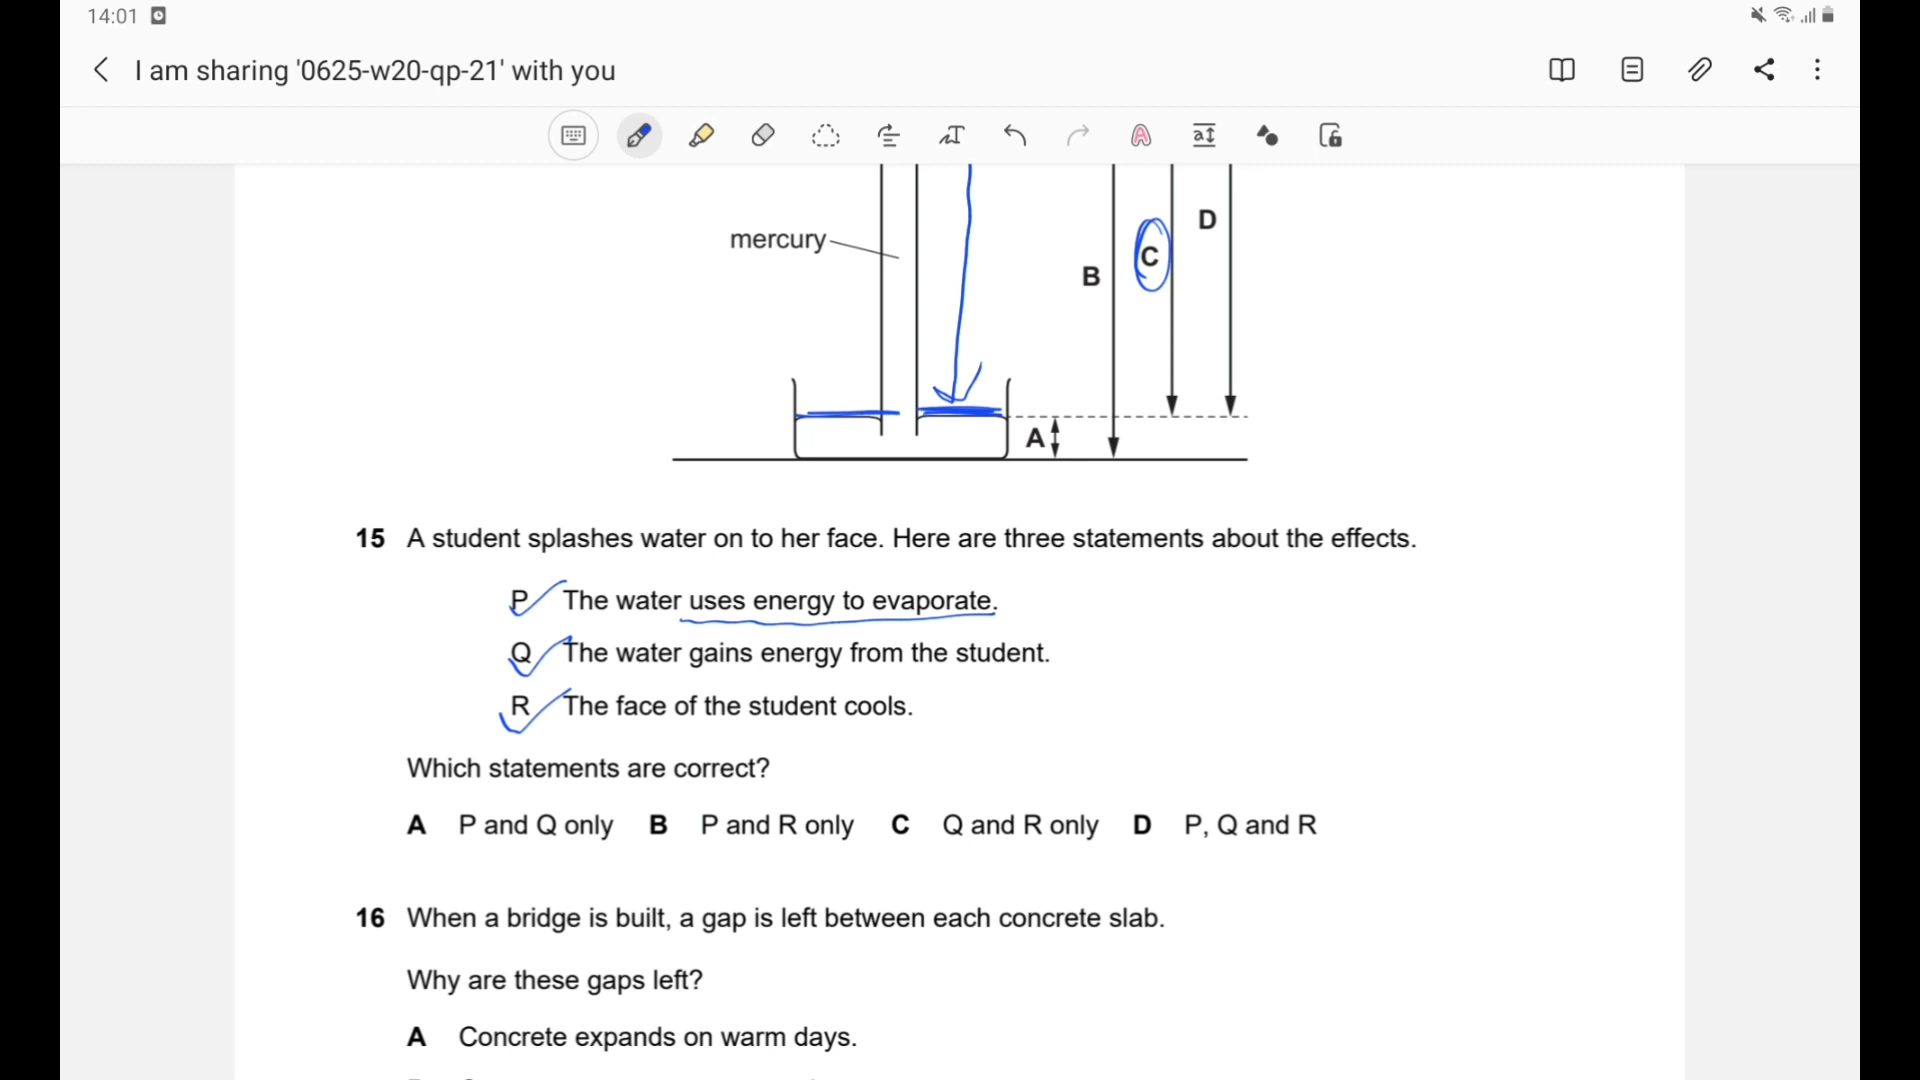 14:01
I am sharing '0625-w20-qp-21' with you
mercury
B
C
D
A
15 A student splashes water on to her face. Here are three statements about the effects.
P The water uses energy to evaporate.
Q The water gains energy from the student.
R The face of the student cools.
Which statements are correct?
A P and Q only B P and R only C Q and R only D P, Q and R
16 When a bridge is built, a gap is left between each concrete slab.
Why are these gaps left?
A Concrete expands on warm days.